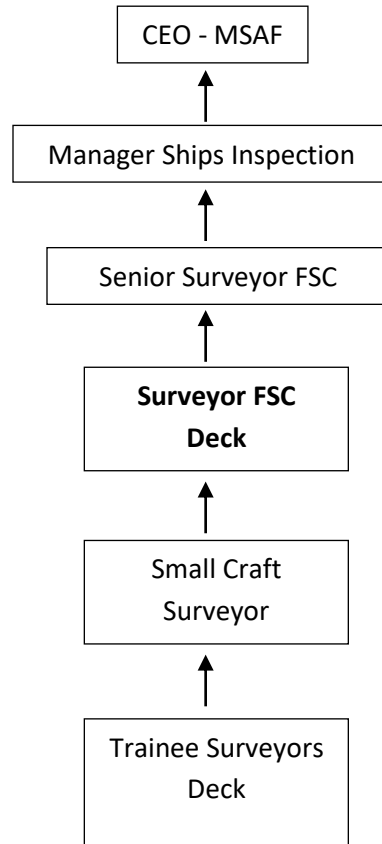 CEO - MSAF
Manager Ships Inspection
Senior Surveyor FSC
Surveyor FSC
Deck
Small Craft
Surveyor
Trainee Surveyors
Deck